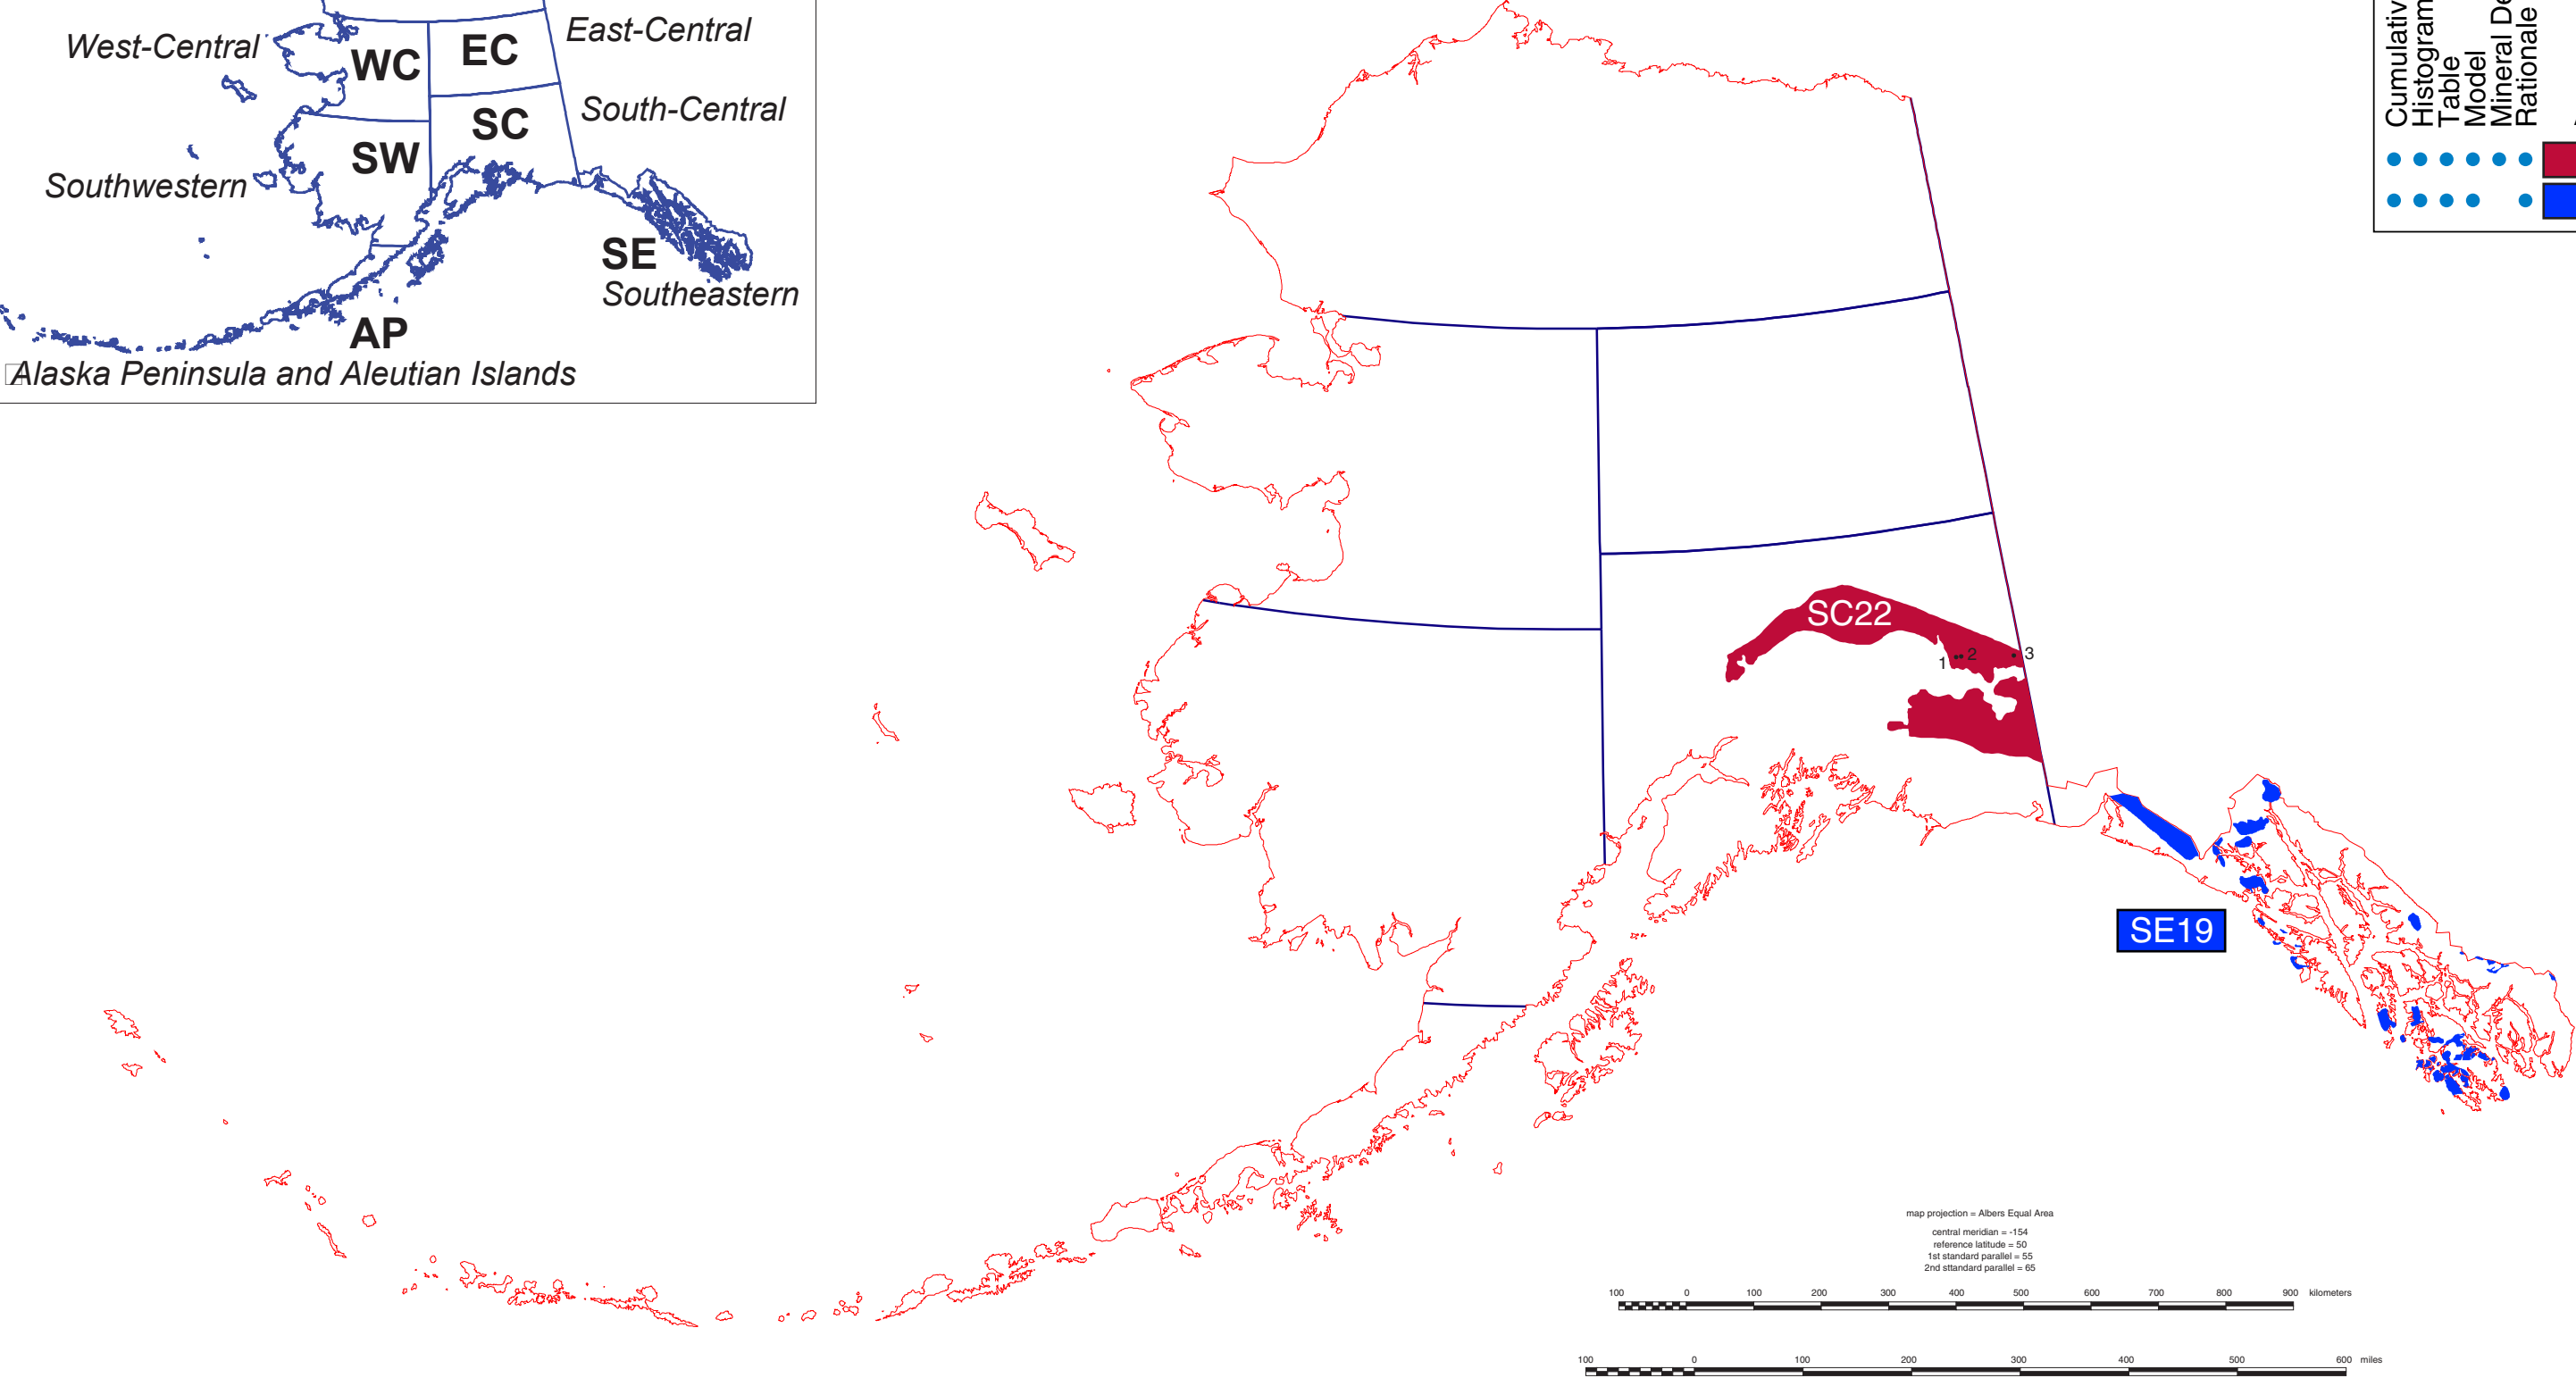 West-Central
WC
EC
East-Central
SC
South-Central
SW
Southwestern
SE
Southeastern
AP
Alaska Peninsula and Aleutian Islands
Histogram
Table
Model
Mineral
Rationale
SC22
1
2
3
SE19
map projection = Albers Equal Area
central meridian = -154
reference latitude = 50
1st standard parallel = 55
2nd sttandard parallel = 65
100 0 100 200 300 400 500 600 700 800 900 kilometers
100 0 100 200 300 400 500 600 miles